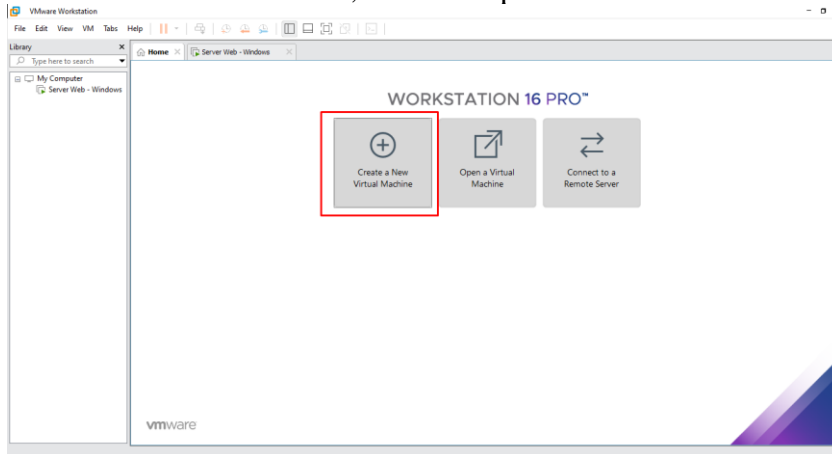 VMware Workstation
File Edit View VM Tabs Help
Library
Type here to search
My Computer
Server Web - Windows
Home
Server Web - Windows
WORKSTATION 16 PRO™
Create a New
Virtual Machine
Open a Virtual
Machine
Connect to a
Remote Server
vmware